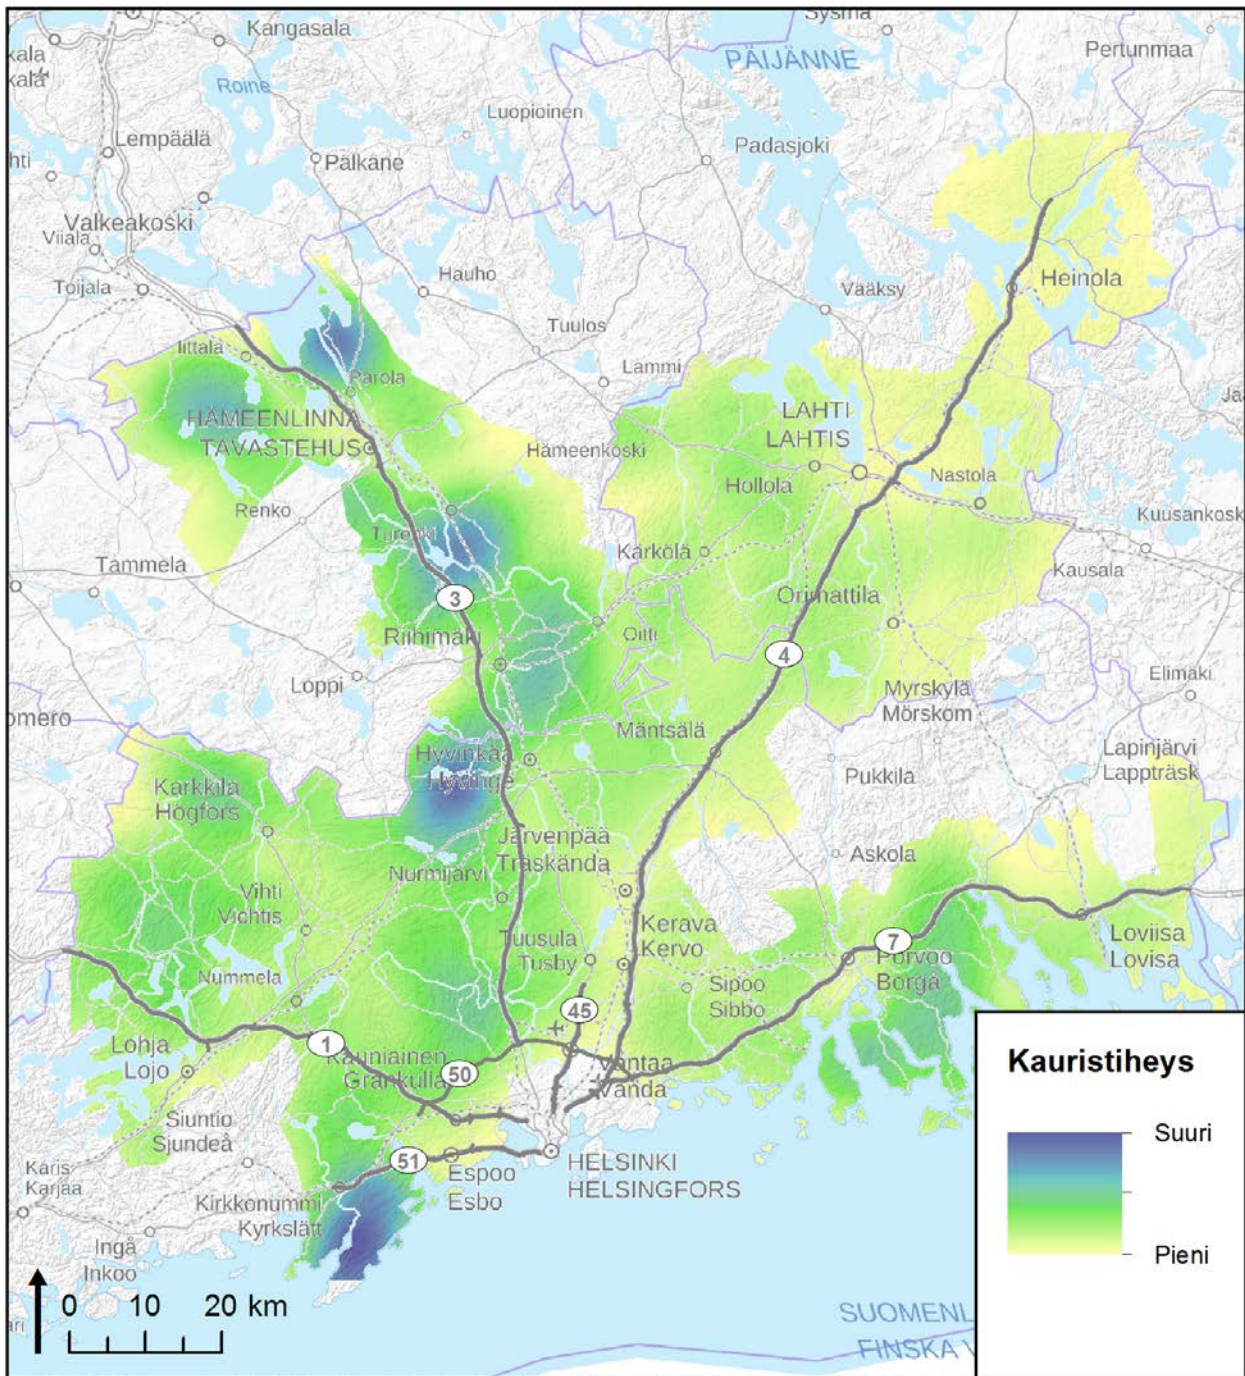 Kangasala
Sysmä
kala
kala
Pertunmaa
PÄIJÄNNE
Roine
Luopioinen
Lempäälä
Padasjoki
hti
Pälkäne
Valkeakoski
Viiala
Hauho
Heinola
Toijala
Vääksy
Tuulos
Iittala
Lammi
Parola
HÄMEENLINNA
TAVASTEHUS
LAHTI
LAHTIS
Hämeenkoski
Hollola
Nastola
Renko
Turenki
Kuusankosk
Kärkölä
Tammela
Kausala
3
Orimattila
Riihimäki
Oitti
4
Loppi
Elimäki
Myrskylä
Mörskom
omero
Mäntsälä
Hyvinkää
Hyvinge
Lapinjärvi
Lappträsk
Pukkila
Karkkila
Högfors
Järvenpää
Träskända
Askola
Nurmijärvi
Vihti
Vichtis
Kerava
Kervo
7
Loviisa
Lovisa
Tuusula
Tusby
Porvoo
Borgå
Nummela
Sipoo
Sibbo
45
1
Lohja
Lojo
Kauniainen
Grankulla
50
Vantaa
Vanda
Kauristiheys
Siuntio
Sjundeå
Suuri
51
Espoo
Esbo
HELSINKI
HELSINGFORS
Karis
Karjaa
Kirkkonummi
Kyrkslätt
Ingå
Inkoo
Pieni
0 10 20 km
SUOMENL
FINSKA V